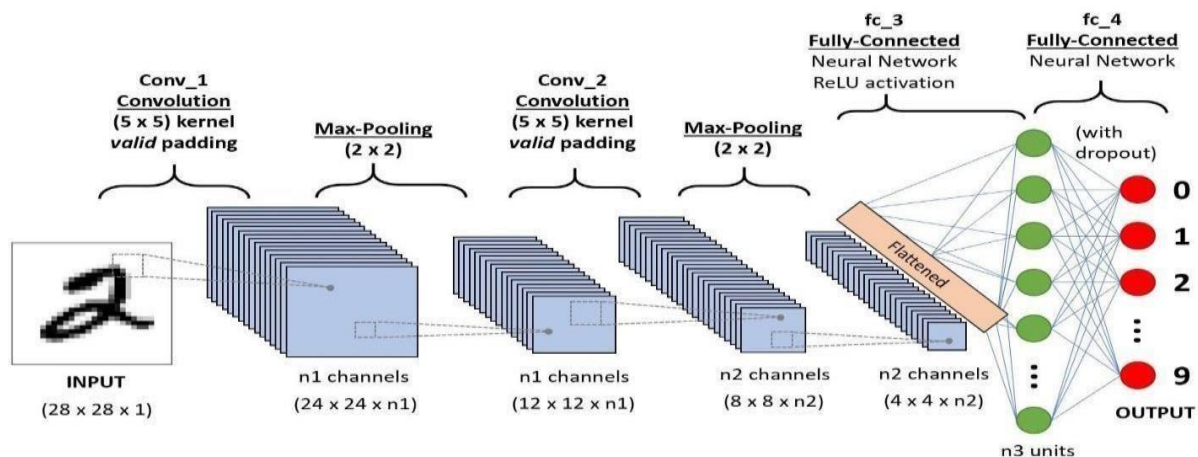 Conv_1
Convolution
(5 x 5) kernel
valid padding
Max-Pooling
(2 x 2)
Conv_2
Convolution
(5 x 5) kernel
valid padding
Max-Pooling
(2 x 2)
fc_3
Fully-Connected
Neural Network
ReLU activation
fc_4
Fully-Connected
Neural Network
(with
dropout)
Flattened
0
1
2
9
OUTPUT
INPUT
(28 x 28 x 1)
n1 channels
(24 x 24 x n1)
n1 channels
(12 x 12 x n1)
n2 channels
(8 x 8 x n2)
n2 channels
(4 x 4 x n2)
n3 units
2